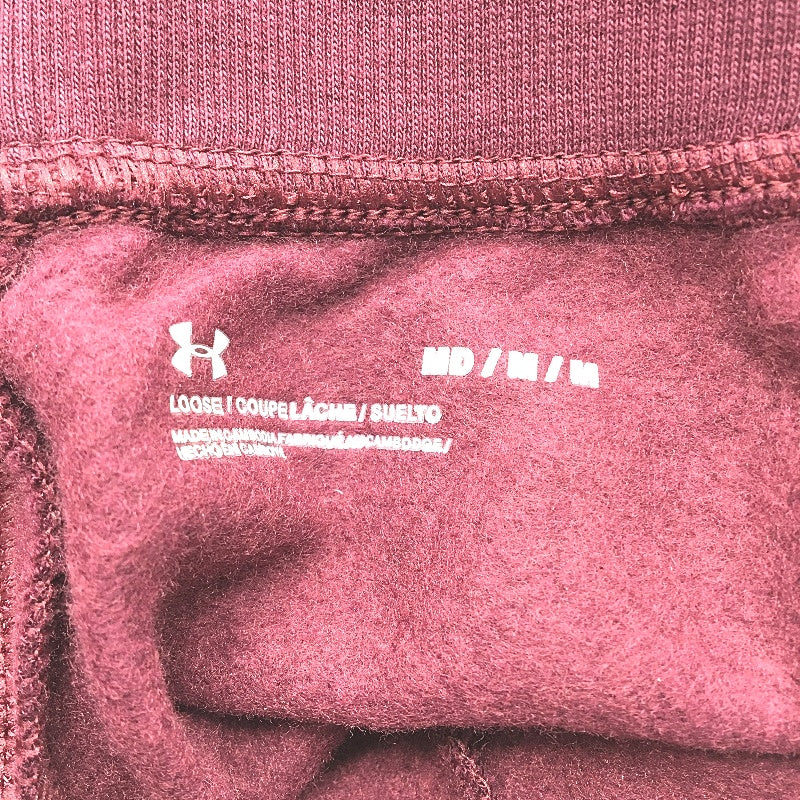 MD / M / M
LOOSE / COUPE LÂCHE / SUELTO
MADE IN CAMBODIA, FABRIQUÉ AU CAMBODGE /
HECHO EN CAMBOYA